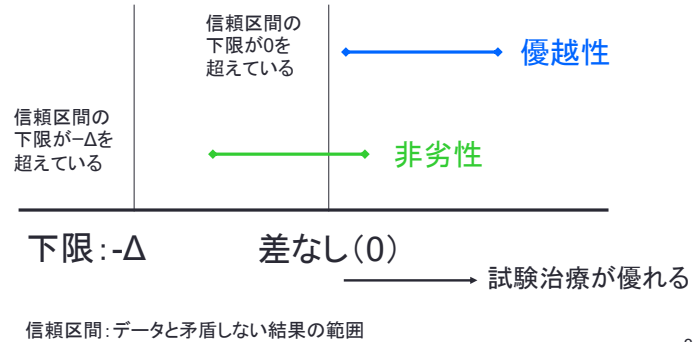 信頼区間の
下限が0を
超えている
優越性
信頼区間の
下限が−Δを
超えている
非劣性
下限:-Δ
差なし(0)
試験治療が優れる
信頼区間:データと矛盾しない結果の範囲